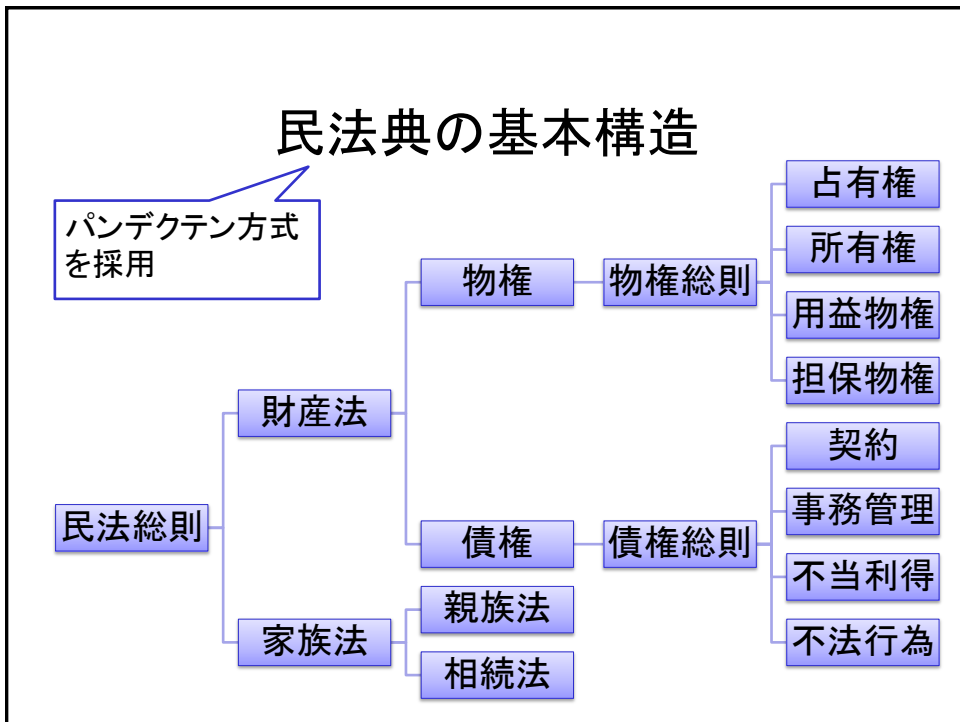 民法典の基本構造
パンデクテン方式
を採用
民法総則
財産法
家族法
物権
債権
親族法
相続法
物権総則
債権総則
占有権
所有権
用益物権
担保物権
契約
事務管理
不当利得
不法行為